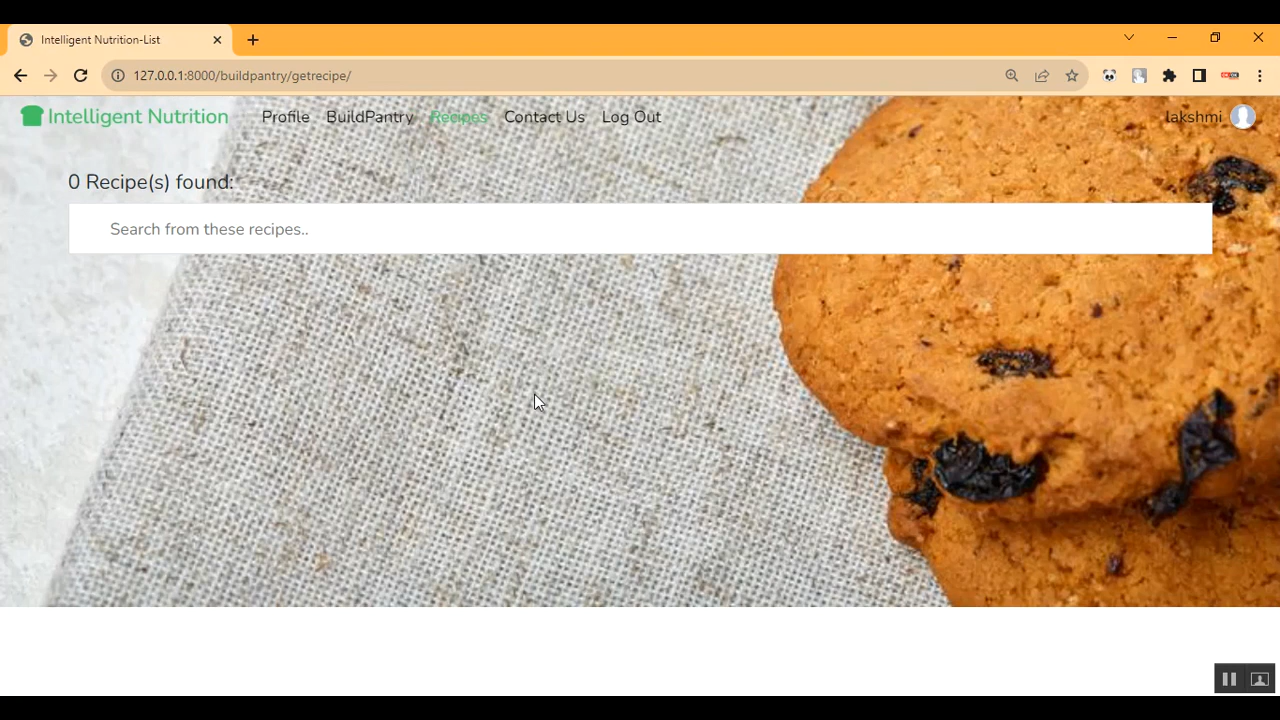 Intelligent Nutrition-List
127.0.0.1:8000/buildpantry/getrecipe/
Intelligent Nutrition Profile BuildPantry Recipes Contact Us Log Out lakshmi
0 Recipe(s) found:
Search from these recipes..